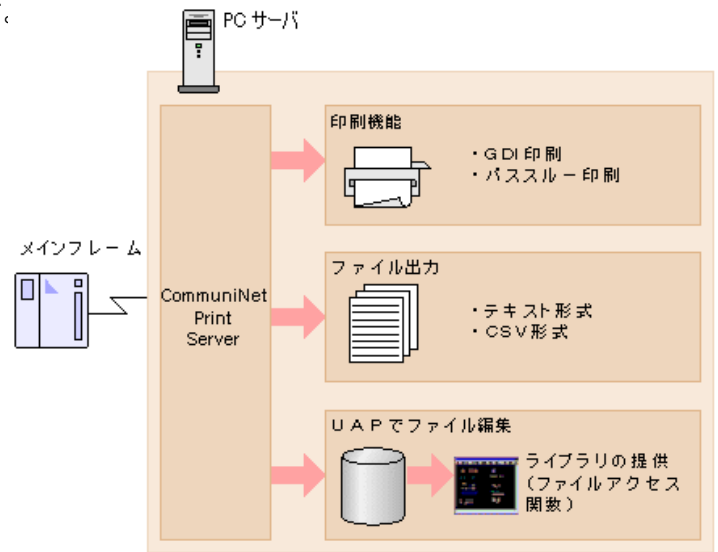 。
PC サーバ
印刷機能
・GDI印刷
・パススルー印刷
メインフレーム
CommuniNet
Print
Server
ファイル出力
・テキスト形式
・CSV形式
UAPでファイル編集
ライブラリの提供
(ファイルアクセス
関数)